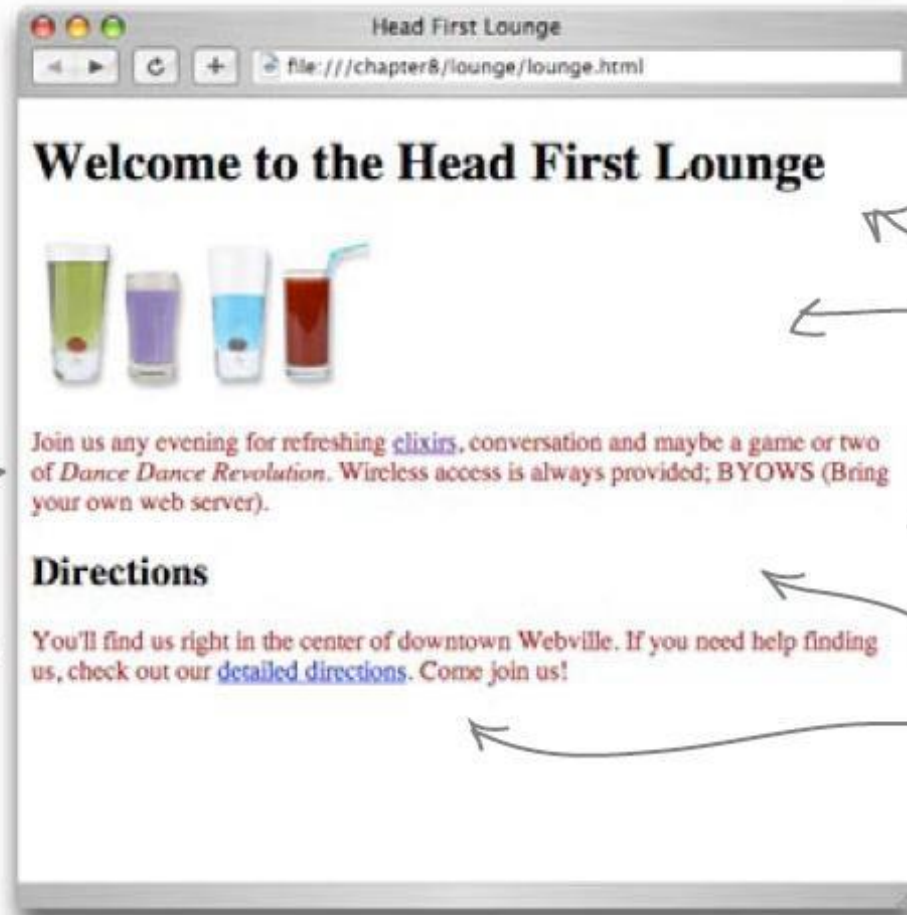 Head First Lounge
file:///chapter8/lounge/lounge.html
Welcome to the Head First Lounge
Join us any evening for refreshing elixirs, conversation and maybe a game or two
of Dance Dance Revolution. Wireless access is always provided; BYOWS (Bring
your own web server).
Directions
You'll find us right in the center of downtown Webville. If you need help finding
us, check out our detailed directions. Come join us!